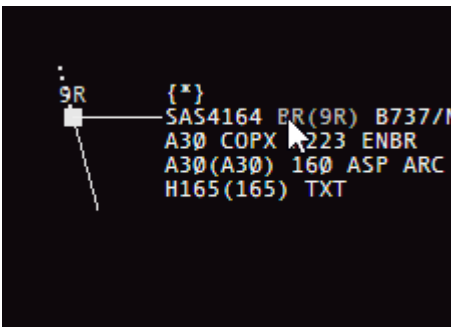 9R
{*}
SAS4164 BR(9R) B737/
A30 COPX 223 ENBR
A30(A30) 160 ASP ARC
H165(165) TXT